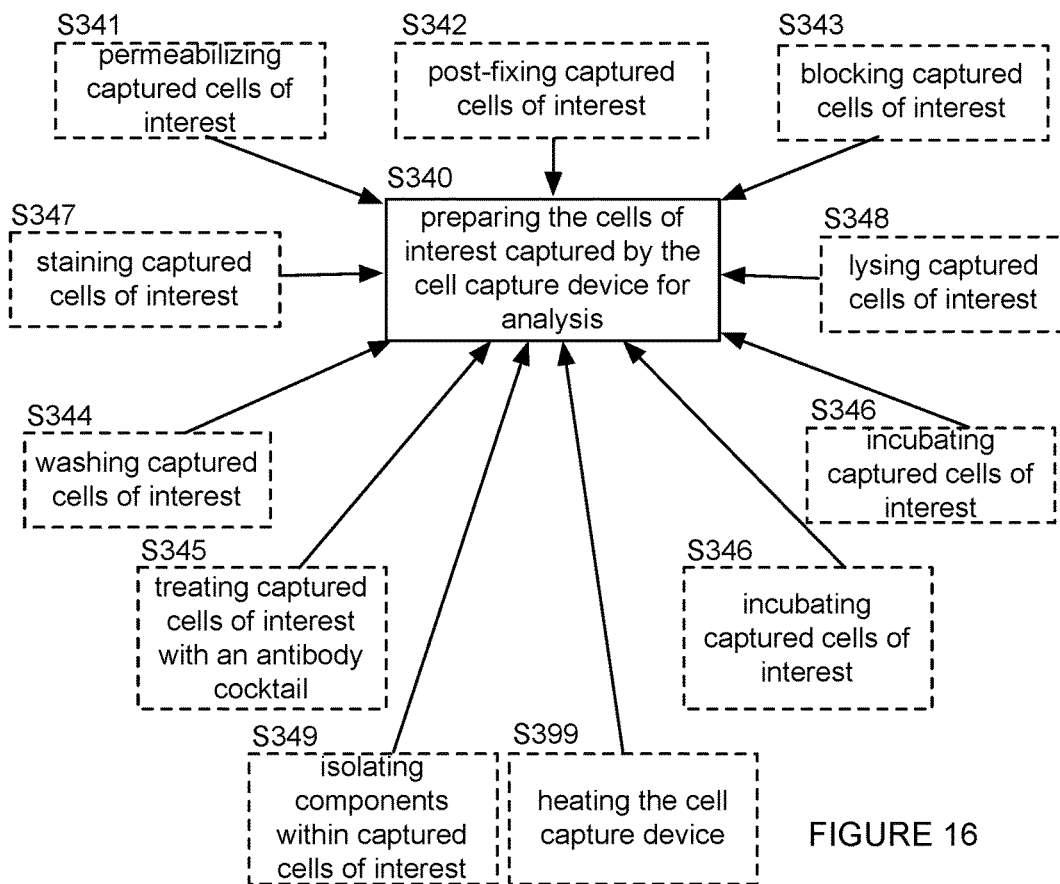 S341
permeabilizing
captured cells of
interest
S342
post-fixing captured
cells of interest
S343
blocking captured
cells of interest
S340
preparing the cells of
interest captured by the
cell capture device for
analysis
S347
staining captured
cells of interest
S348
lysing captured
cells of interest
S344
washing captured
cells of interest
S346
incubating
captured cells of
interest
S345
treating captured
cells of interest
with an antibody
cocktail
S346
incubating
captured cells of
interest
S349
isolating
components
within captured
cells of interest
S399
heating the cell
capture device
FIGURE 16